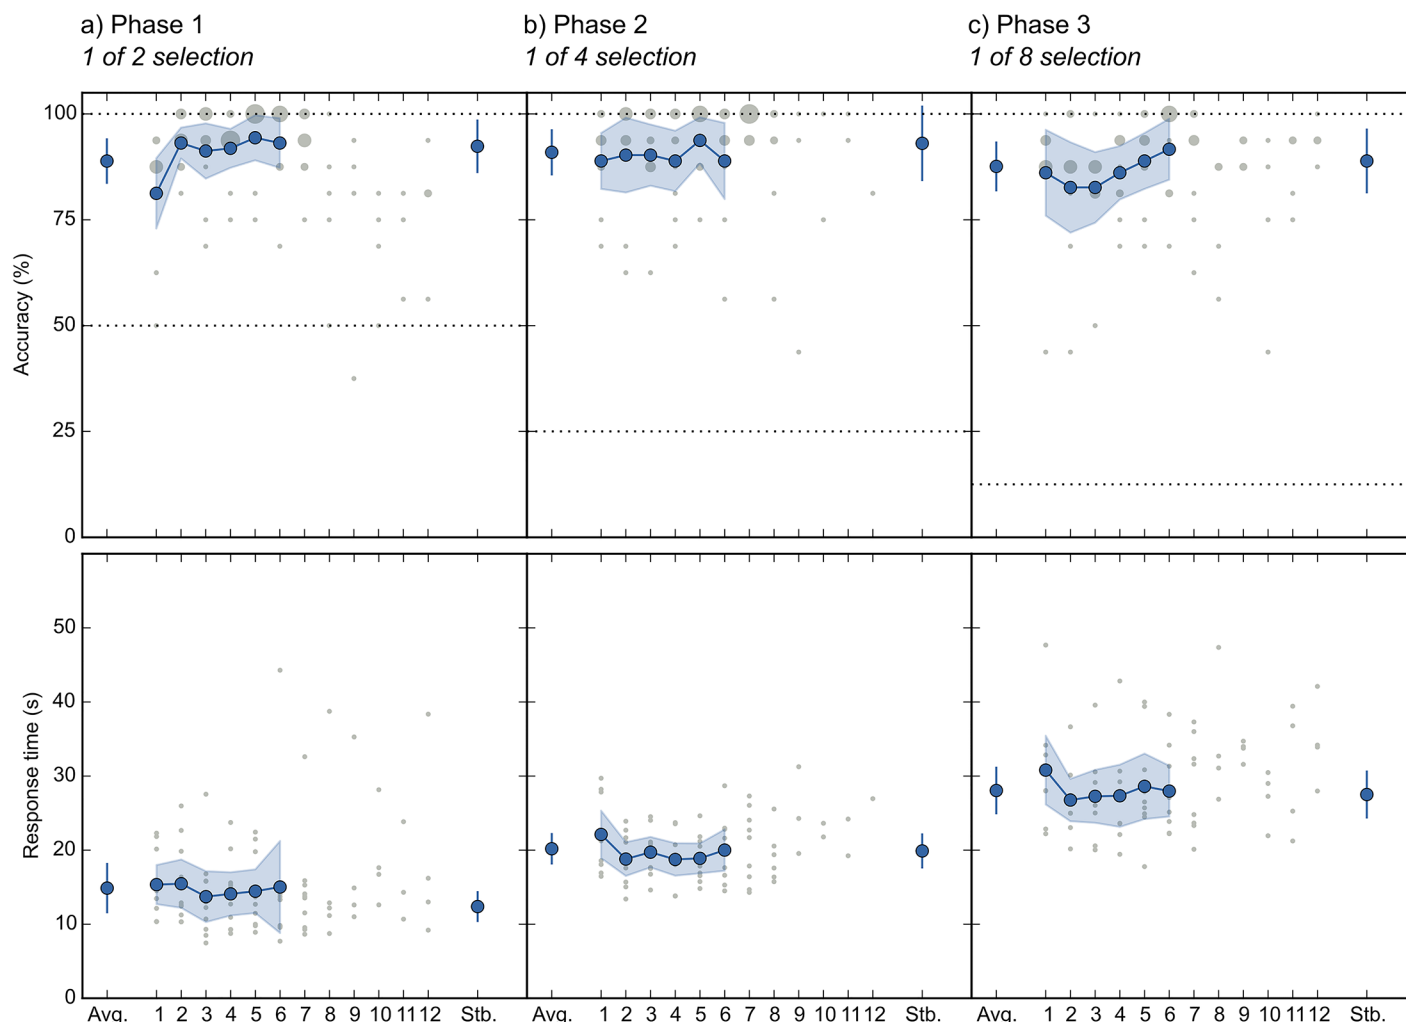 a) Phase 1
1 of 2 selection
b) Phase 2
1 of 4 selection
c) Phase 3
1 of 8 selection
Accuracy (%)
100
75
50
25
0
Response time (s)
50
40
30
20
10
0
Avg. 1 2 3 4 5 6 7 8 9 10 11 12 Stb.
Avg. 1 2 3 4 5 6 7 8 9 10 11 12 Stb.
Avg. 1 2 3 4 5 6 7 8 9 10 11 12 Stb.